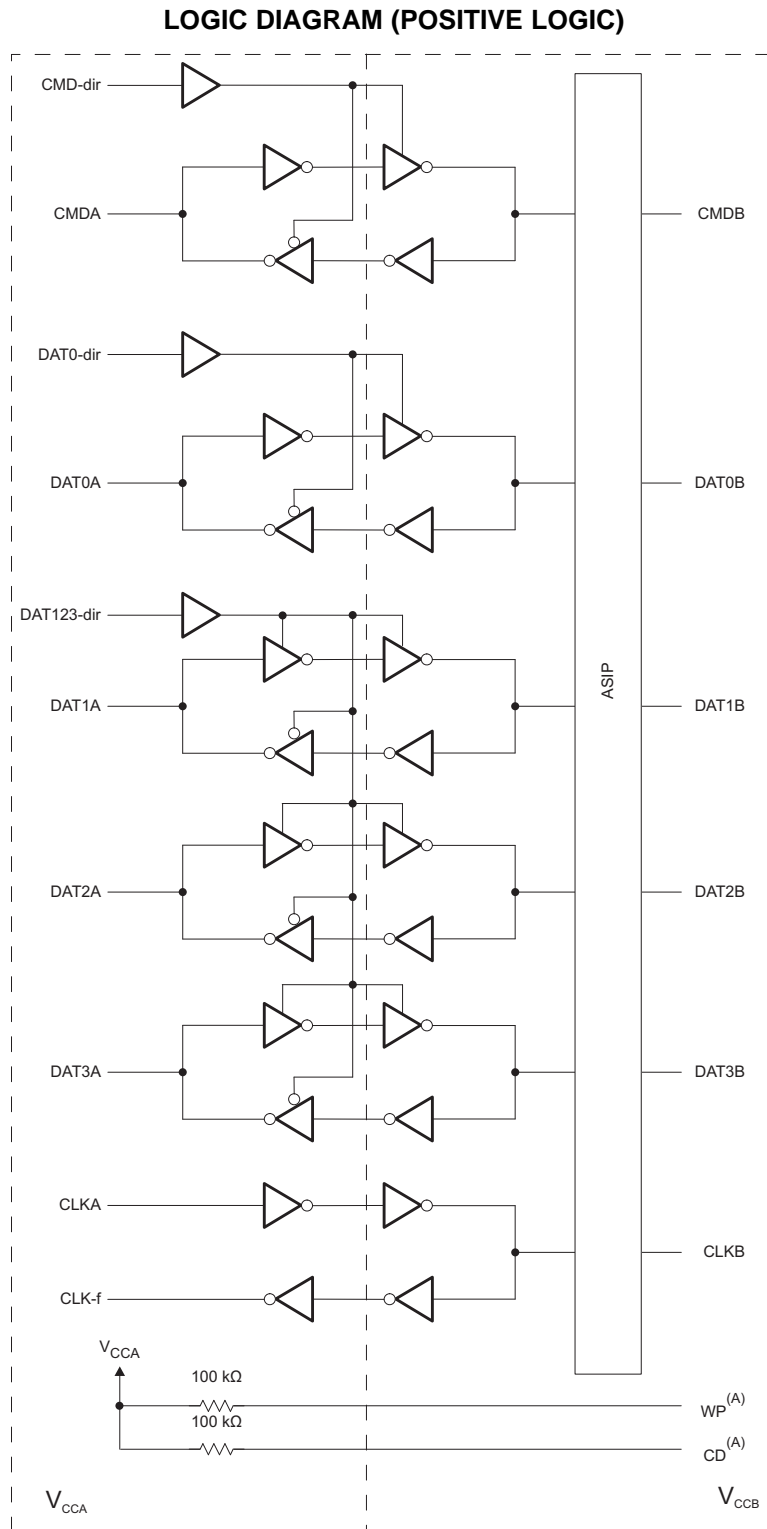 LOGIC DIAGRAM (POSITIVE LOGIC)
CMD-dir
CMDA
CMDB
DAT0-dir
DAT0A
DAT0B
DAT123-dir
ASIP
DAT1A
DAT1B
DAT2A
DAT2B
DAT3A
DAT3B
CLKA
CLKB
CLK-f
VCCA
100 kΩ
WP(A)
100 kΩ
CD(A)
VCCA
VCCB